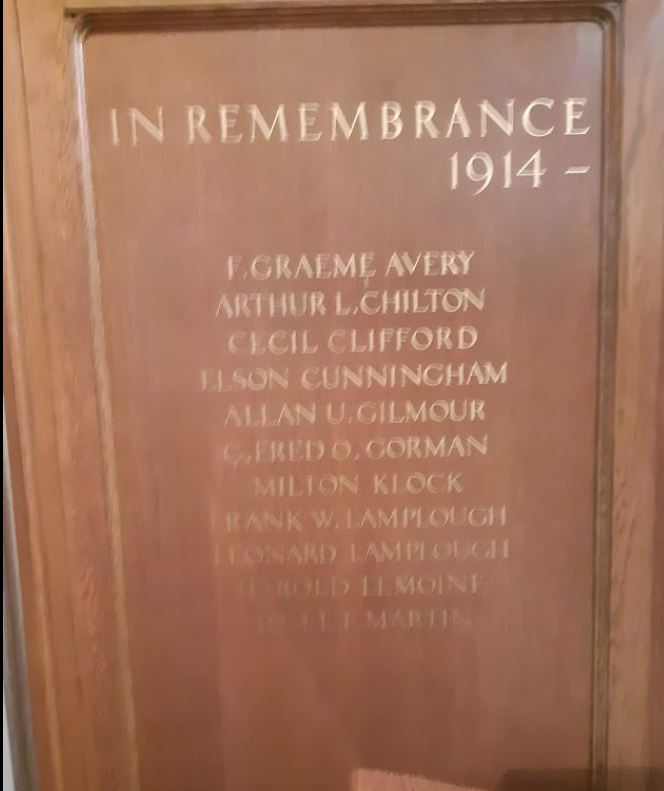 IN REMEMBRANCE
1914 –
F. GRAEME AVERY
ARTHUR L. CHILTON
CECIL CLIFFORD
ELSON CUNNINGHAM
ALLAN U. GILMOUR
FRED O. GORMAN
MILTON KLOCK
FRANK W. LAMPLOUGH
LEONARD LAMPLOUGH
HAROLD LEMOINE
MARTIN